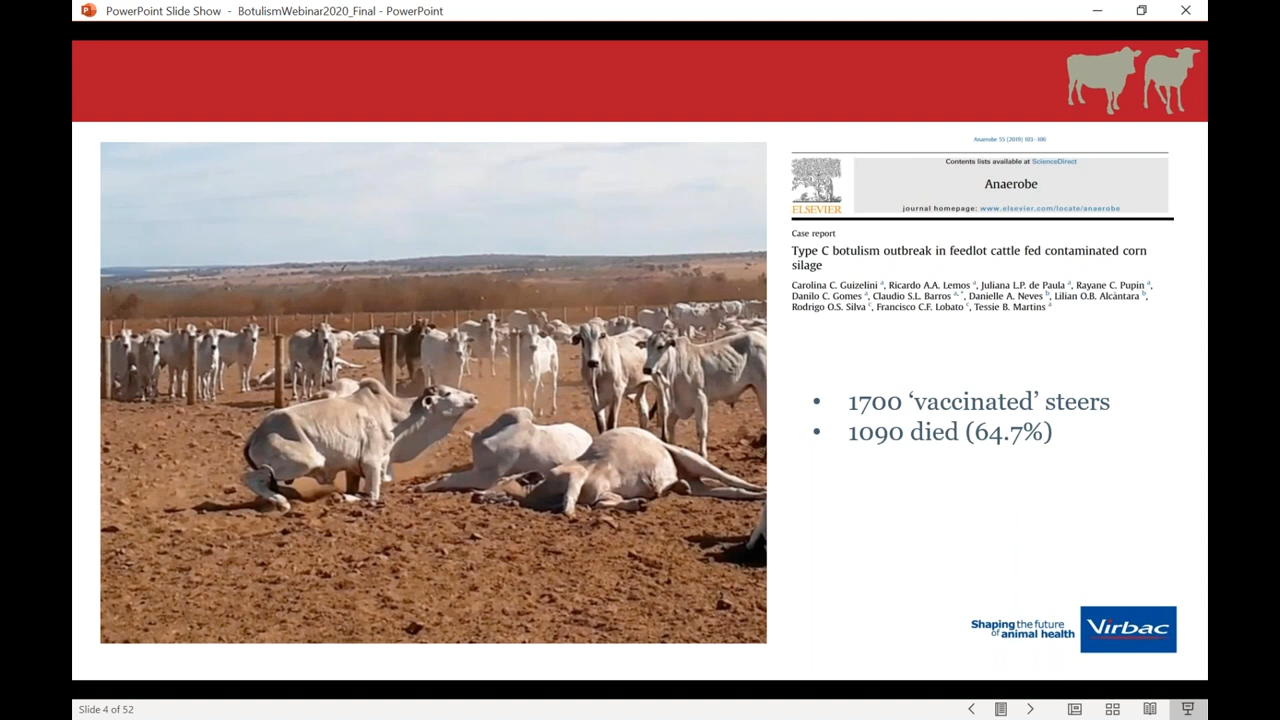 PowerPoint Slide Show - BotulismWebinar2020_Final - PowerPoint
Anaerobe 55 (2019) 103–106
Contents lists available at ScienceDirect
Anaerobe
ELSEVIER
journal homepage: www.elsevier.com/locate/anaerobe
Case report
Type C botulism outbreak in feedlot cattle fed contaminated corn
silage
Carolina C. Guizelini a, Ricardo A.A. Lemos a, Juliana L.P. de Paula a, Rayane C. Pupin a,
Danilo C. Gomes a, Claudio S.L. Barros a, *, Danielle A. Neves b, Lilian O.B. Alcântara b,
Rodrigo O.S. Silva c, Francisco C.F. Lobato c, Tessie B. Martins a
• 1700 ‘vaccinated’ steers
• 1090 died (64.7%)
Shaping the future
of animal health
Virbac
Slide 4 of 52